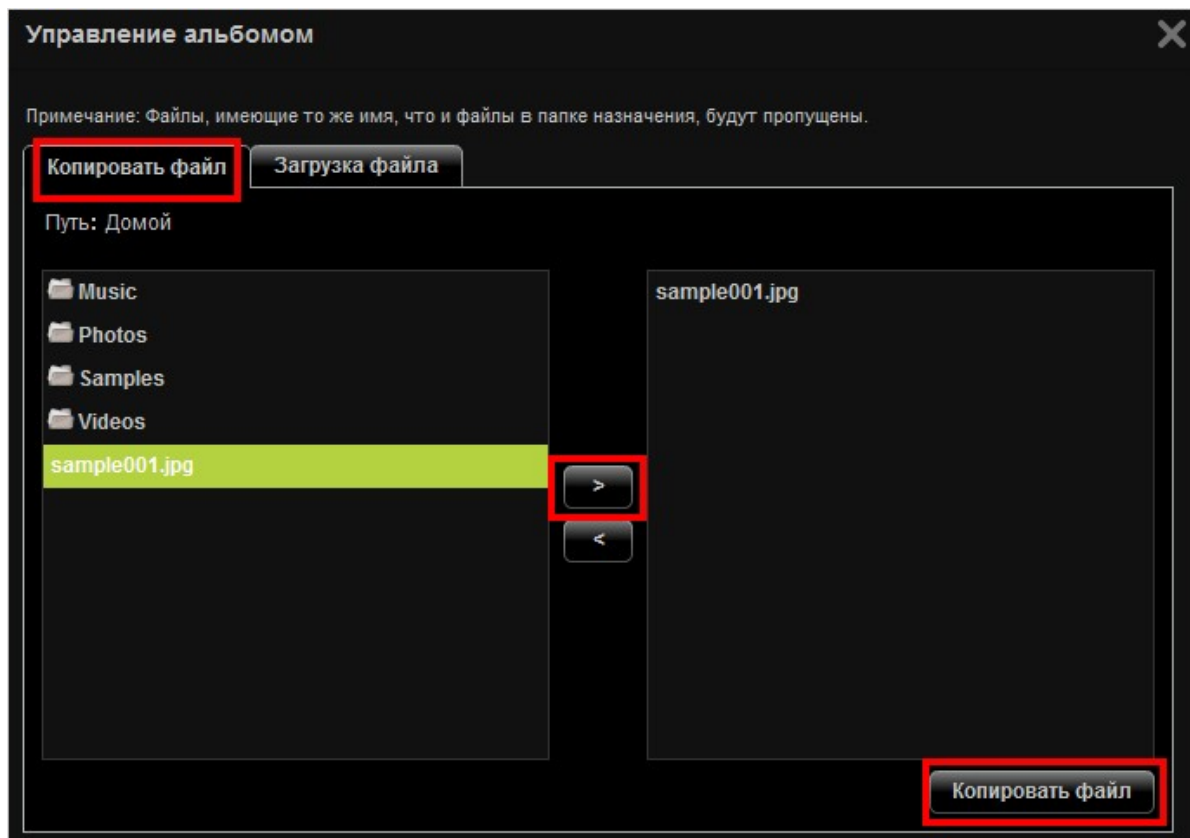 Управление альбомом
Примечание: Файлы, имеющие то же имя, что и файлы в папке назначения, будут пропущены.
Копировать файл
Загрузка файла
Путь: Домой
Music
Photos
Samples
Videos
sample001.jpg
>
<
sample001.jpg
Копировать файл